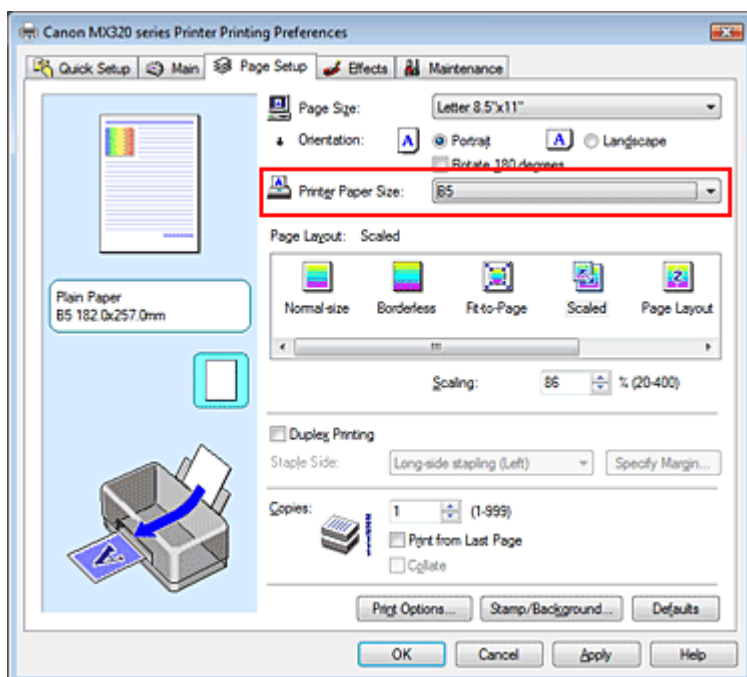 Canon MX320 series Printer Printing Preferences
Quick Setup Main Page Setup Effects Maintenance
Page Size: Letter 8.5"x11"
Orientation: A Portrait A Landscape
Rotate 180 degrees
Printer Paper Size: B5
Page Layout: Scaled
Normal-size Borderless Fit-to-Page Scaled Page Layout
Plain Paper
B5 182.0x257.0mm
Scaling: 86 % (20-400)
Duplex Printing
Staple Side: Long-side stapling (Left) Specify Margin...
Copies: 1 (1-999)
Print from Last Page
Collate
Print Options... Stamp/Background... Defaults
OK Cancel Apply Help